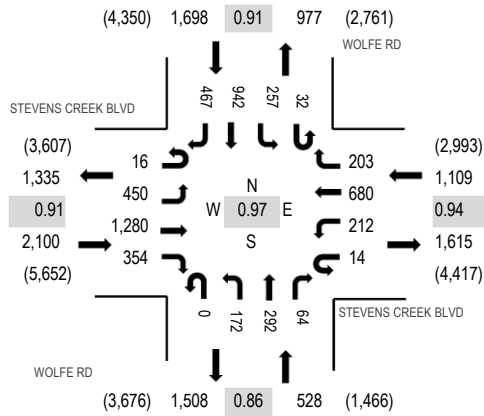 (4,350) 1,698 0.91 977 (2,761)
WOLFE RD
467 942 257 32
STEVENS CREEK BLVD
(3,607) (2,993)
16 203
1,335 1,109
450 680
N
0.91 W 0.97 E 0.94
1,280 212
S
2,100 1,615
354 14
(5,652) (4,417)
0 172 292 64
STEVENS CREEK BLVD
WOLFE RD
(3,676) 1,508 0.86 528 (1,466)